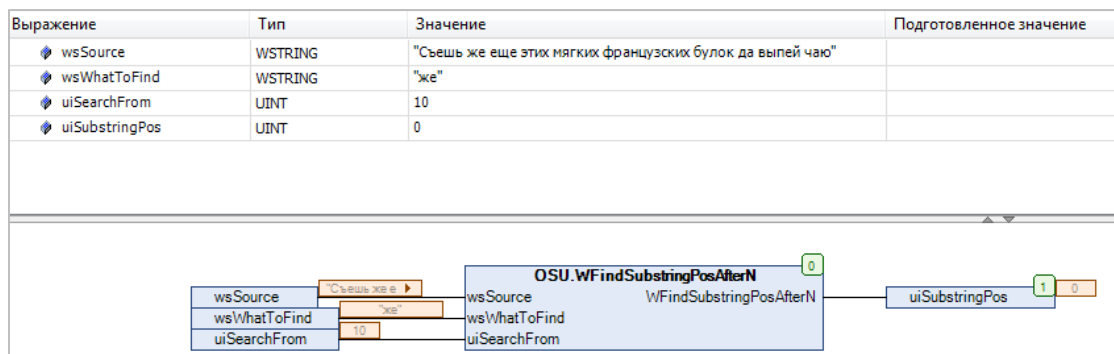 Выражение Тип Значение Подготовленное значение
wsSource WSTRING "Съешь же еще этих мягких французских булок да выпей чаю"
wsWhatToFind WSTRING "же"
uiSearchFrom UINT 10
uiSubstringPos UINT 0
OSU.WFindSubstringPosAfterN 0
wsSource "Съешь же е wsSource WFindSubstringPosAfterN uiSubstringPos 1 0
wsWhatToFind "же" wsWhatToFind
uiSearchFrom 10 uiSearchFrom